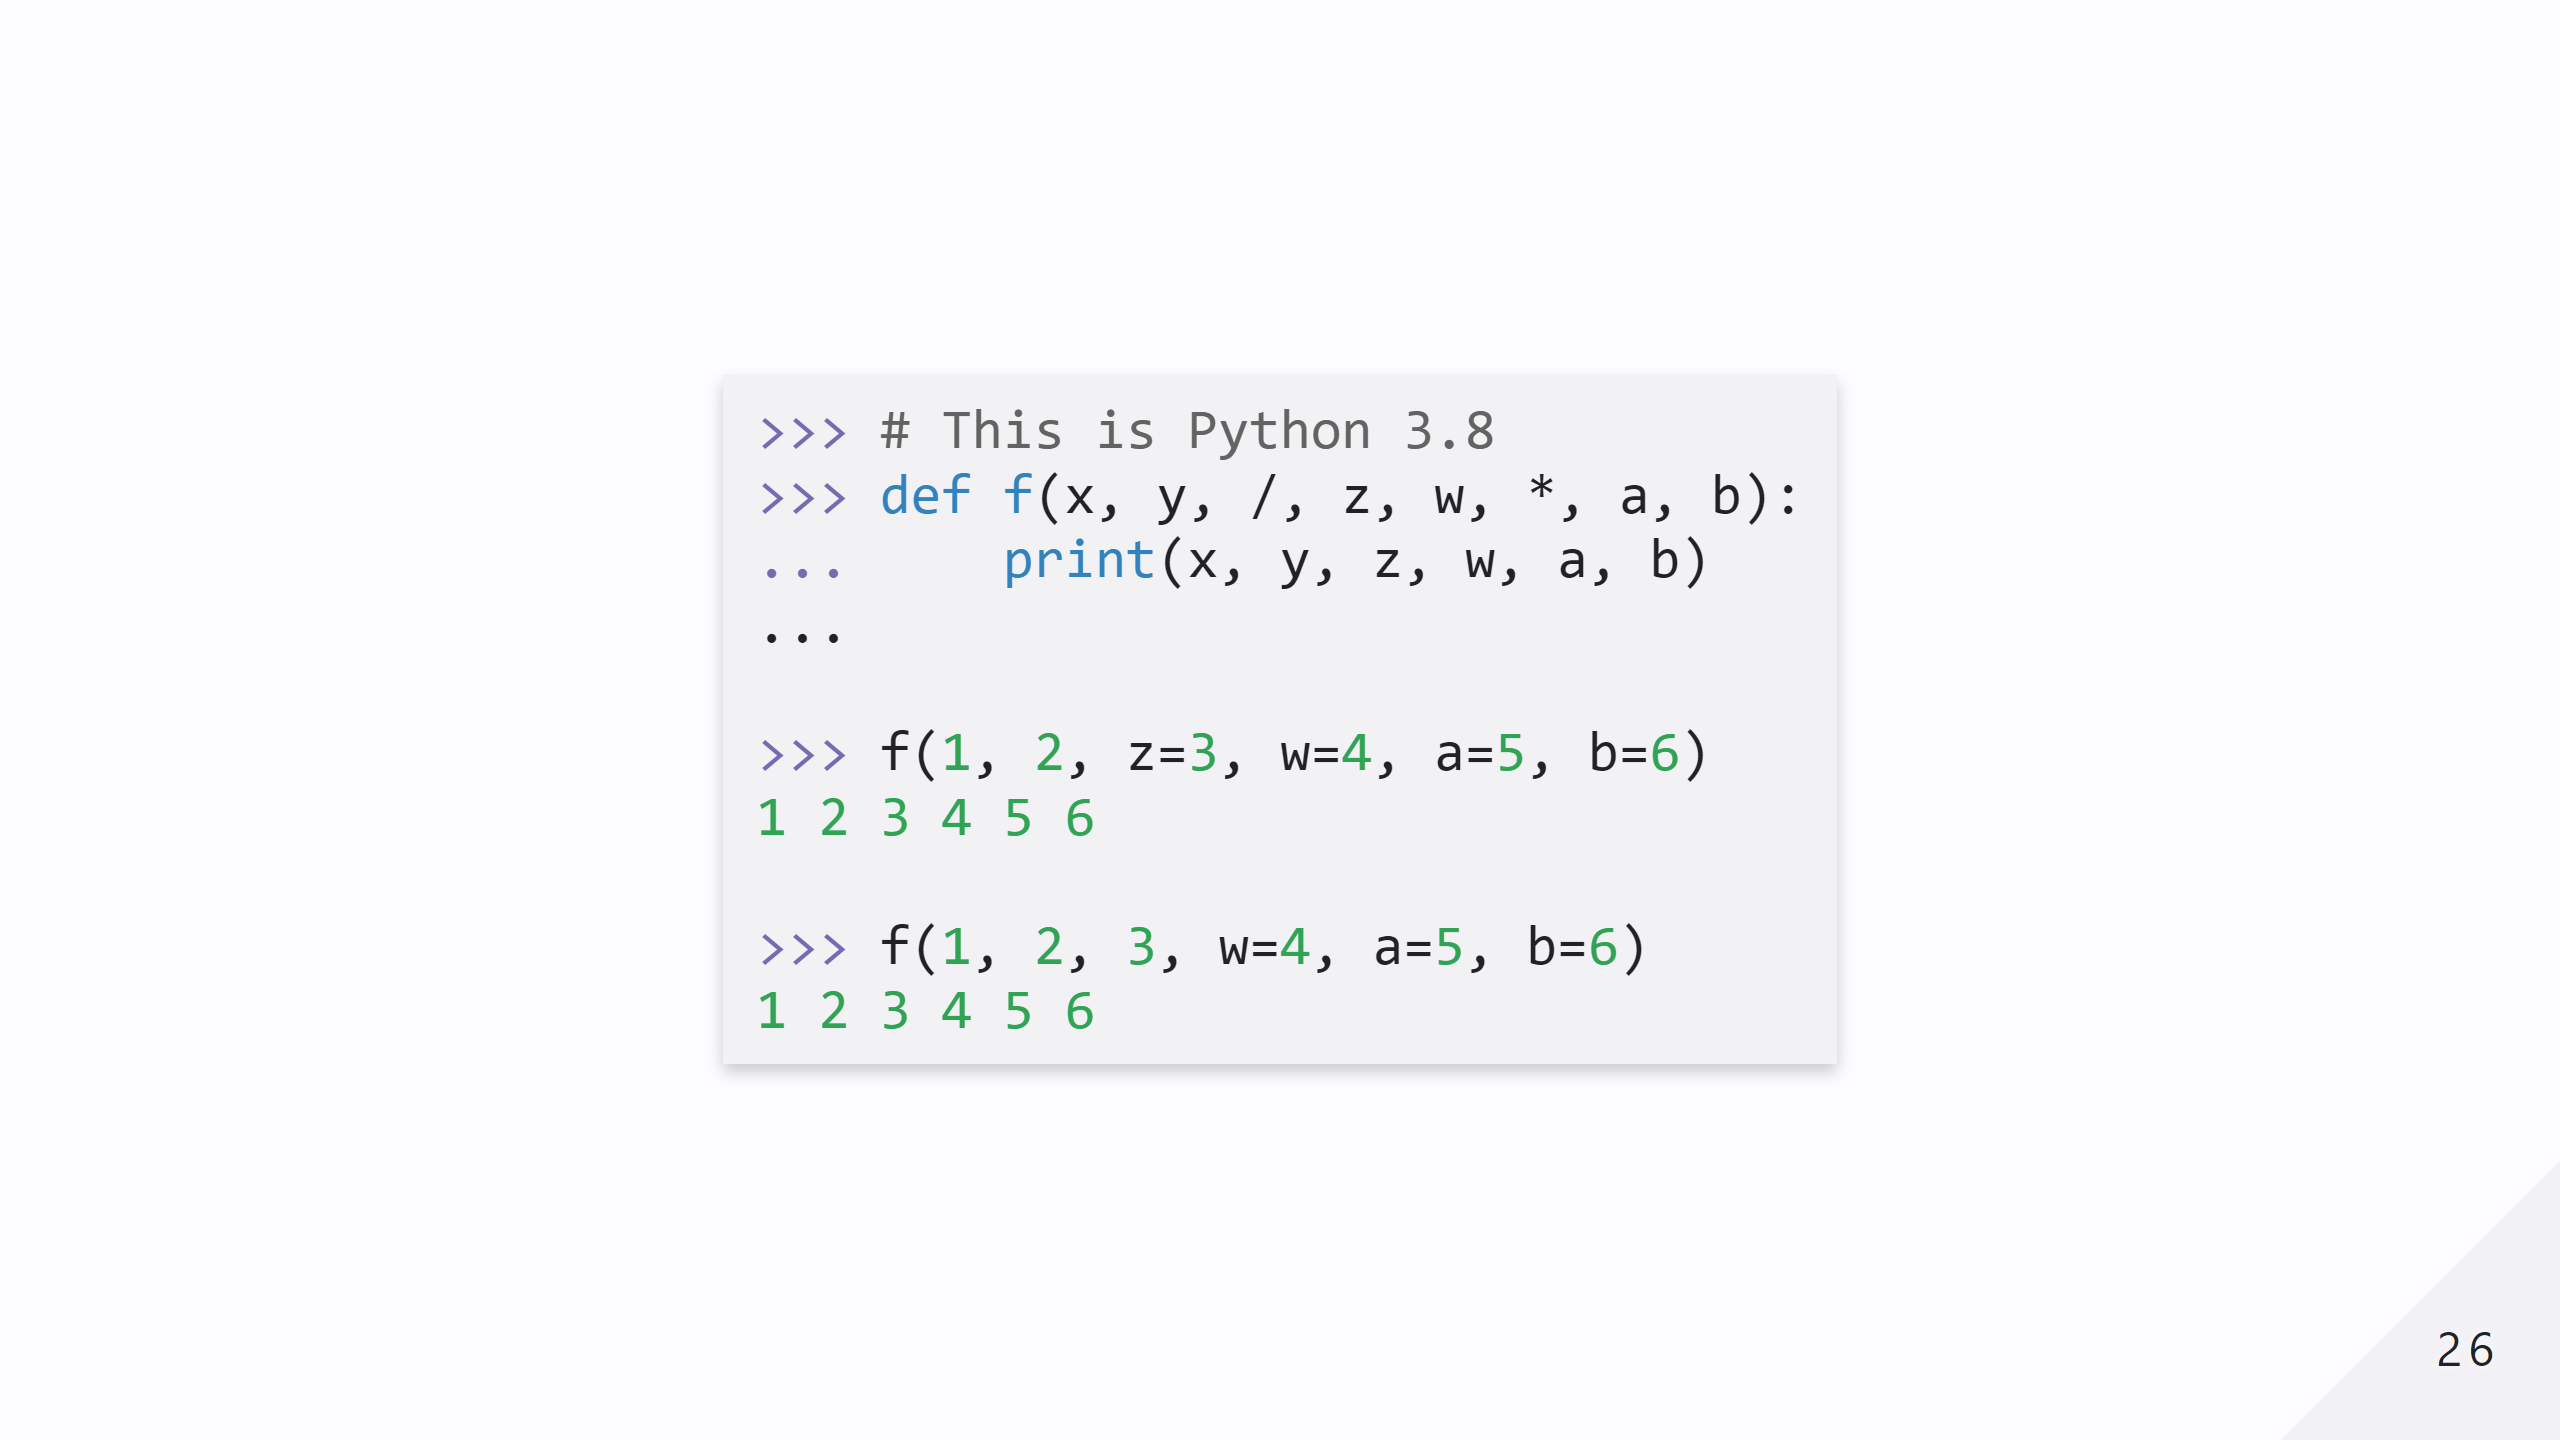 >>> # This is Python 3.8
>>> def f(x, y, /, z, w, *, a, b):
...     print(x, y, z, w, a, b)
...
>>> f(1, 2, z=3, w=4, a=5, b=6)
1 2 3 4 5 6
>>> f(1, 2, 3, w=4, a=5, b=6)
1 2 3 4 5 6
26